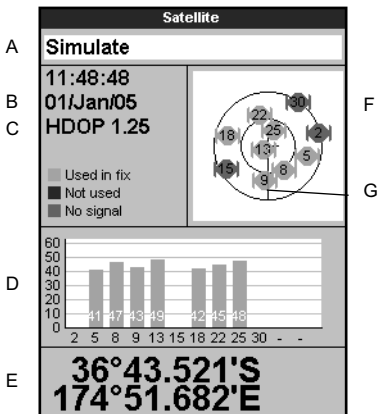 Satellite
A
Simulate
11:48:48
B
01/Jan/05
C
HDOP 1.25
Used in fix
Not used
No signal
30
22
F
18
25
2
13
5
15
8
9
G
60
50
40
30
20
10
0
D
41 47 43 49 42 45 48
2 5 8 9 13 15 18 22 25 30 - -
E
36°43.521'S
174°51.682'E